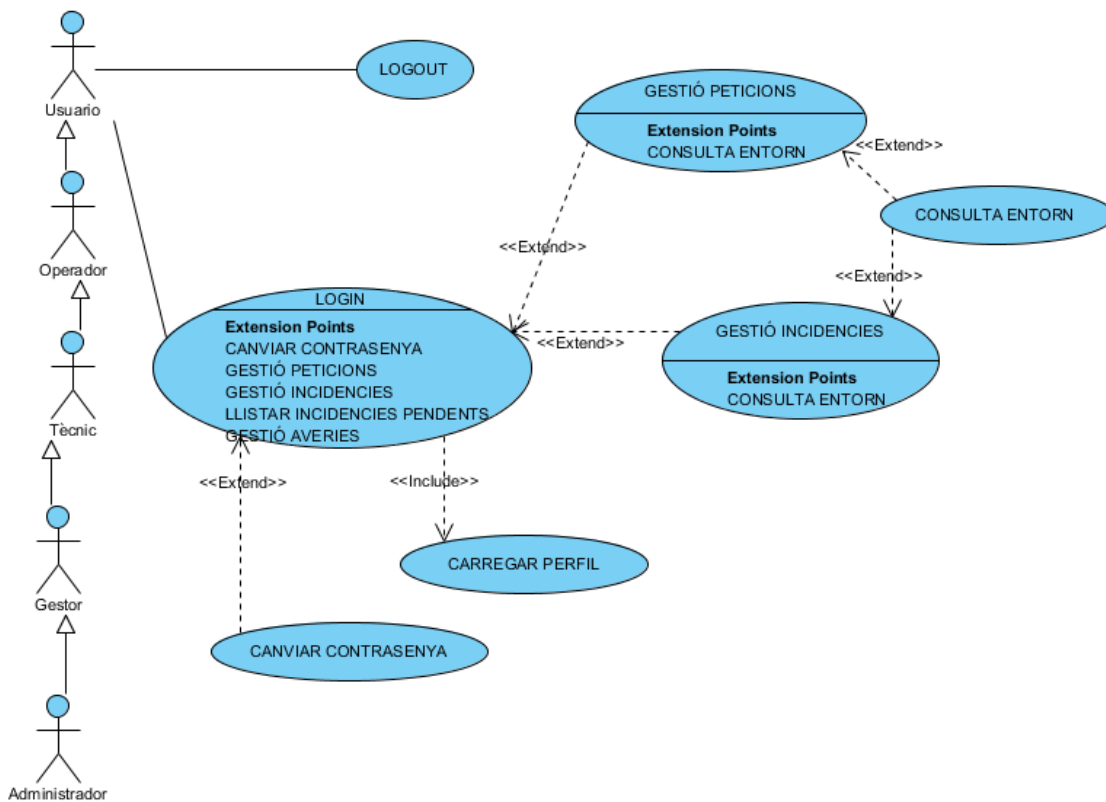 Usuario
LOGOUT
GESTIÓ PETICIONS
Extension Points
CONSULTA ENTORN
<<Extend>>
CONSULTA ENTORN
Operador
<<Extend>>
<<Extend>>
LOGIN
Extension Points
CANVIAR CONTRASENYA
GESTIÓ PETICIONS
GESTIÓ INCIDENCIES
LLISTAR INCIDENCIES PENDENTS
GESTIÓ AVERIES
<<Extend>>
GESTIÓ INCIDENCIES
Extension Points
CONSULTA ENTORN
Tècnic
<<Extend>>
<<Include>>
CARREGAR PERFIL
Gestor
CANVIAR CONTRASENYA
Administrador